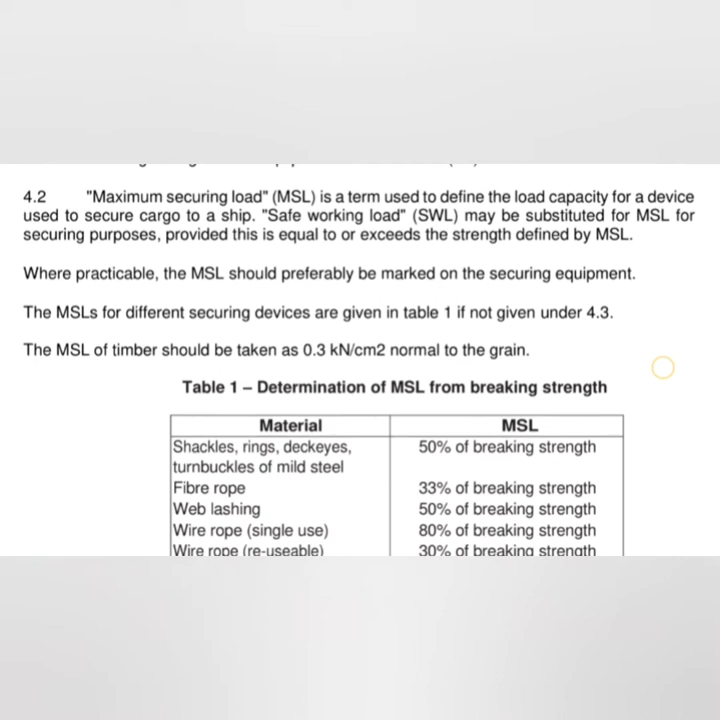 4.2 "Maximum securing load" (MSL) is a term used to define the load capacity for a device
used to secure cargo to a ship. "Safe working load" (SWL) may be substituted for MSL for
securing purposes, provided this is equal to or exceeds the strength defined by MSL.
Where practicable, the MSL should preferably be marked on the securing equipment.
The MSLs for different securing devices are given in table 1 if not given under 4.3.
The MSL of timber should be taken as 0.3 kN/cm2 normal to the grain.
Table 1 – Determination of MSL from breaking strength
Material MSL
Shackles, rings, deckeyes, 50% of breaking strength
turnbuckles of mild steel
Fibre rope 33% of breaking strength
Web lashing 50% of breaking strength
Wire rope (single use) 80% of breaking strength
Wire rope (re-useable) 30% of breaking strength